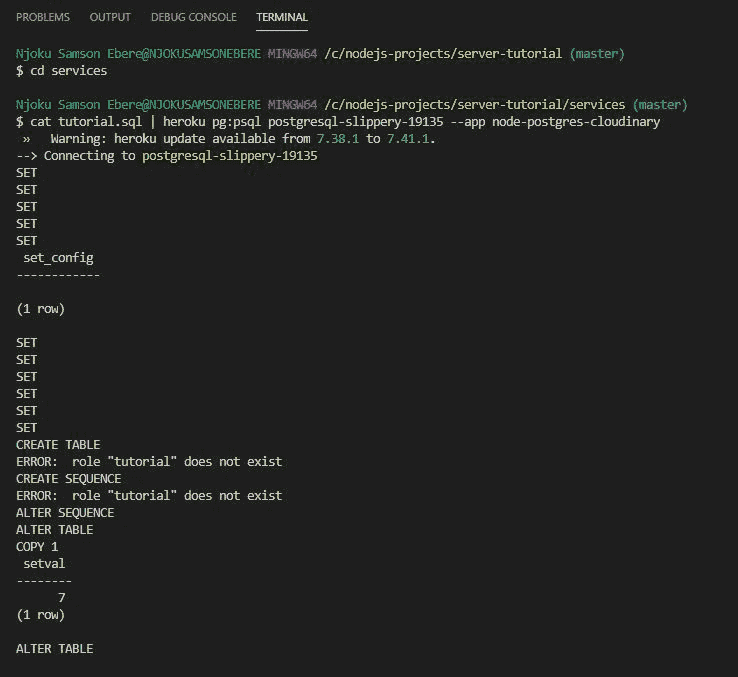 PROBLEMS OUTPUT DEBUG CONSOLE TERMINAL
Njoku Samson Ebere@NJOKUSAMSONEBERE MINGW64 /c/nodejs-projects/server-tutorial (master)
$ cd services
Njoku Samson Ebere@NJOKUSAMSONEBERE MINGW64 /c/nodejs-projects/server-tutorial/services (master)
$ cat tutorial.sql | heroku pg:psql postgresql-slippery-19135 --app node-postgres-cloudinary
» Warning: heroku update available from 7.38.1 to 7.41.1.
--> Connecting to postgresql-slippery-19135
SET
SET
SET
SET
SET
set_config
------------
(1 row)
SET
SET
SET
SET
SET
SET
CREATE TABLE
ERROR:  role "tutorial" does not exist
CREATE SEQUENCE
ERROR:  role "tutorial" does not exist
ALTER SEQUENCE
ALTER TABLE
COPY 1
setval
--------
7
(1 row)
ALTER TABLE